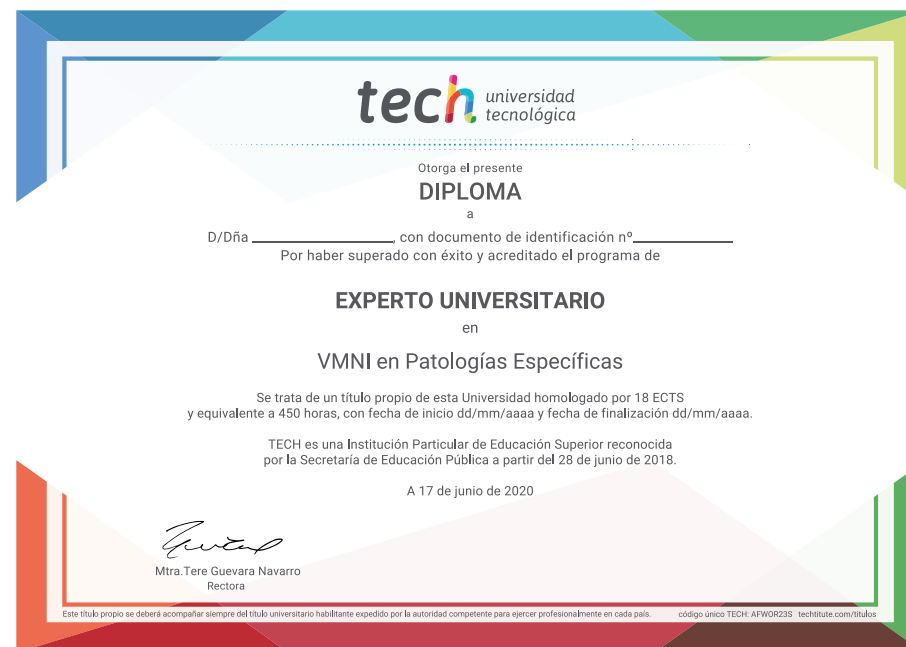 tech universidad
tecnológica
Otorga el presente
DIPLOMA
a
D/Dña ____________________, con documento de identificación nº______________
Por haber superado con éxito y acreditado el programa de
EXPERTO UNIVERSITARIO
en
VMNI en Patologías Específicas
Se trata de un título propio de esta Universidad homologado por 18 ECTS
y equivalente a 450 horas, con fecha de inicio dd/mm/aaaa y fecha de finalización dd/mm/aaaa.
TECH es una Institución Particular de Educación Superior reconocida
por la Secretaría de Educación Pública a partir del 28 de junio de 2018.
A 17 de junio de 2020
Mtra.Tere Guevara Navarro
Rectora
Este título propio se deberá acompañar siempre del título universitario habilitante expedido por la autoridad competente para ejercer profesionalmente en cada país. código único TECH: AFWOR23S techtitute.com/titulos